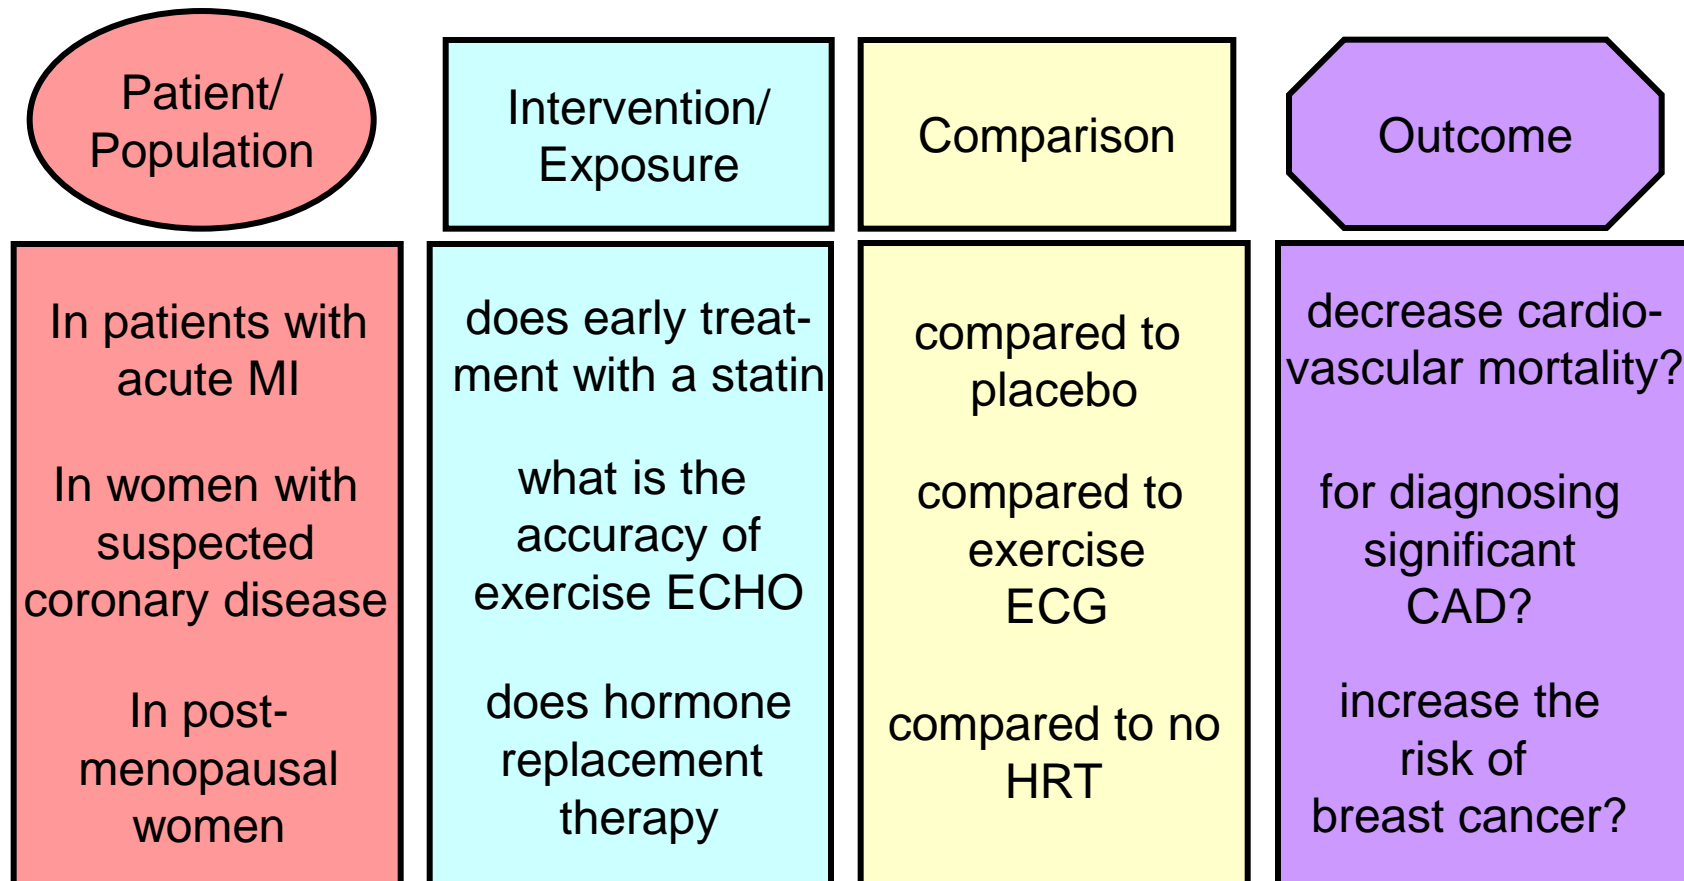 Patient/
Population
Intervention/
Exposure
Comparison
Outcome
In patients with
acute MI
does early treat-
ment with a statin
compared to
placebo
decrease cardio-
vascular mortality?
In women with
suspected
coronary disease
what is the
accuracy of
exercise ECHO
compared to
exercise
ECG
for diagnosing
significant
CAD?
In post-
menopausal
women
does hormone
replacement
therapy
compared to no
HRT
increase the
risk of
breast cancer?